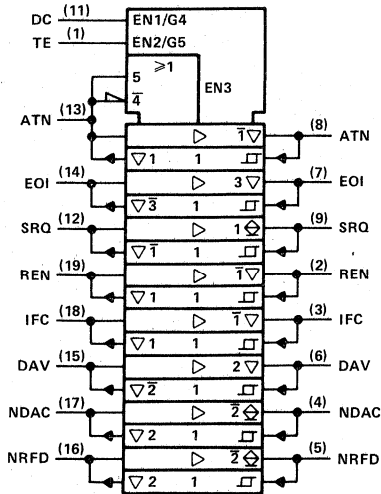 DC (11) EN1/G4
TE (1) EN2/G5
≥1
5 EN3
4̅
ATN (13) ▷ 1̅ ▽ (8) ATN
▽ 1 1
EOI (14) ▷ 3 ▽ (7) EOI
▽ 3̅ 1
SRQ (12) ▷ 1 (9) SRQ
▽ 1̅ 1
REN (19) ▷ 1̅ ▽ (2) REN
▽ 1 1
IFC (18) ▷ 1̅ ▽ (3) IFC
▽ 1 1
DAV (15) ▷ 2 ▽ (6) DAV
▽ 2̅ 1
NDAC (17) ▷ 2̅ (4) NDAC
▽ 2 1
NRFD (16) ▷ 2̅ (5) NRFD
▽ 2 1